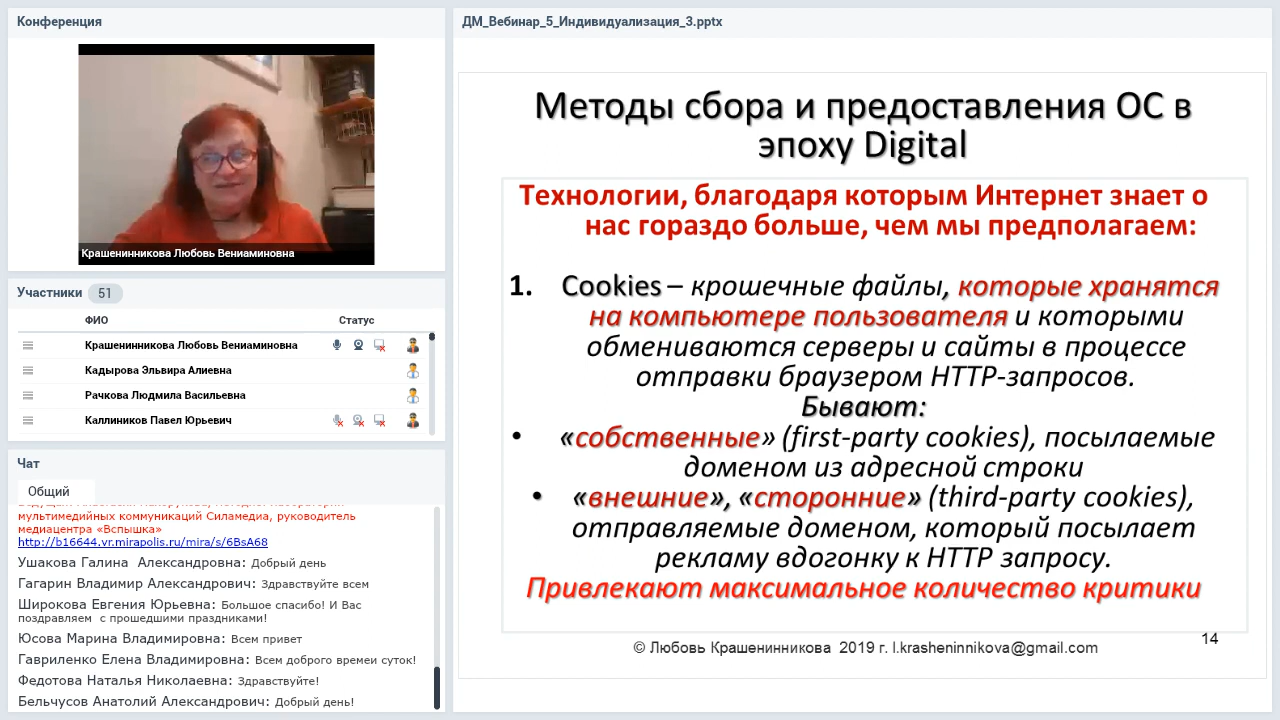 Конференция
Крашенинникова Любовь Вениаминовна
Участники 51
ФИО Статус
Крашенинникова Любовь Вениаминовна
Кадырова Эльвира Алиевна
Рачкова Людмила Васильевна
Каллиников Павел Юрьевич
Чат
Общий
мультимедийных коммуникаций Силамедиа, руководитель
медиацентра «Вспышка»
http://b16644.vr.mirapolis.ru/mira/s/6BsA68
Ушакова Галина Александровна: Добрый день
Гагарин Владимир Александрович: Здравствуйте всем
Широкова Евгения Юрьевна: Большое спасибо! И Вас
поздравляем с прошедшими праздниками!
Юсова Марина Владимировна: Всем привет
Гавриленко Елена Владимировна: Всем доброго времеи суток!
Федотова Наталья Николаевна: Здравствуйте!
Бельчусов Анатолий Александрович: Добрый день!
ДМ_Вебинар_5_Индивидуализация_3.pptx
Методы сбора и предоставления ОС в
эпоху Digital
Технологии, благодаря которым Интернет знает о
нас гораздо больше, чем мы предполагаем:
1. Cookies – крошечные файлы, которые хранятся
на компьютере пользователя и которыми
обмениваются серверы и сайты в процессе
отправки браузером HTTP-запросов.
Бывают:
• «собственные» (first-party cookies), посылаемые
доменом из адресной строки
• «внешние», «сторонние» (third-party cookies),
отправляемые доменом, который посылает
рекламу вдогонку к HTTP запросу.
Привлекают максимальное количество критики
© Любовь Крашенинникова 2019 г. l.krasheninnikova@gmail.com
14